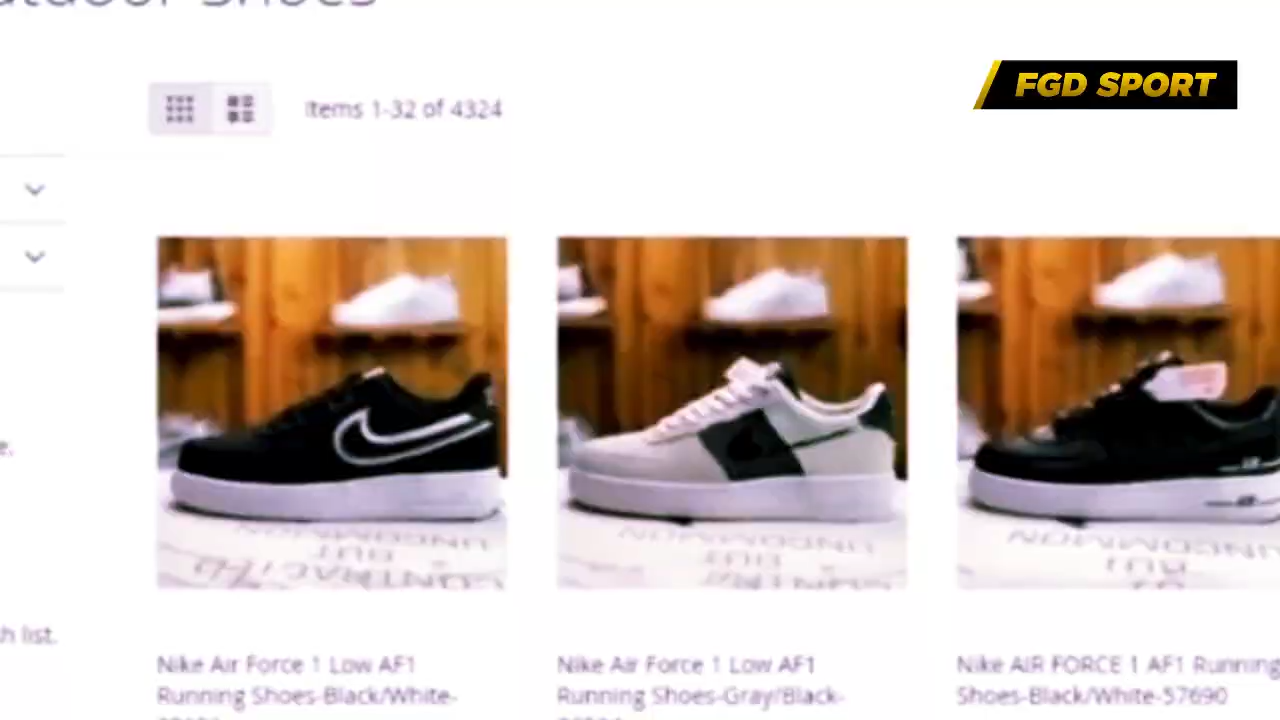 FGD SPORT
Items 1-32 of 4324
h list.
Nike Air Force 1 Low AF1
Running Shoes-Black/White-
Nike Air Force 1 Low AF1
Running Shoes-Gray/Black-
Nike AIR FORCE 1 AF1 Running
Shoes-Black/White-57690